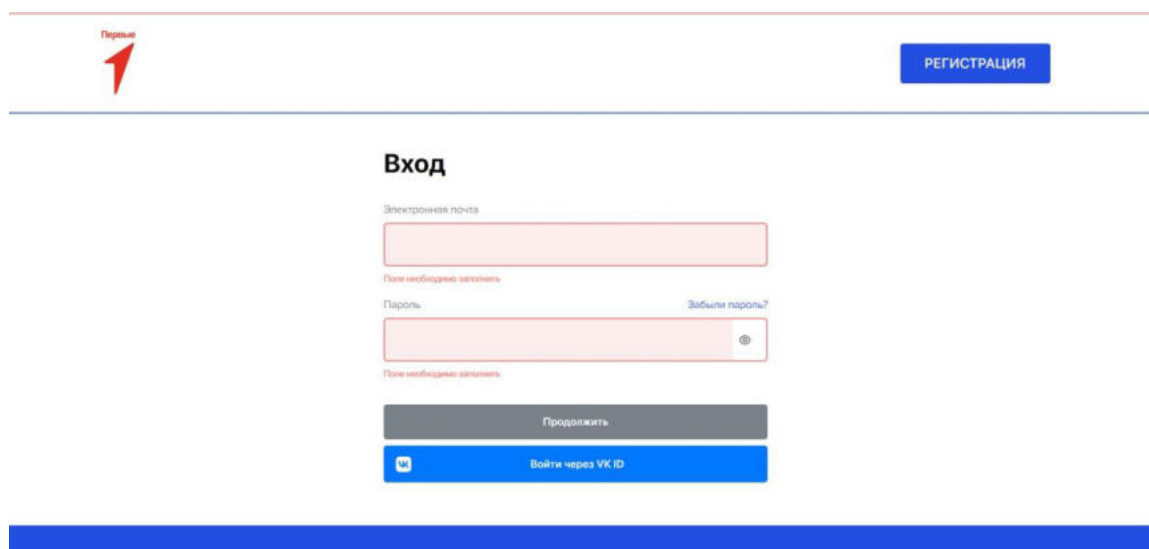 Первые
РЕГИСТРАЦИЯ
Вход
Электронная почта
Поле необходимо заполнить
Пароль
Забыли пароль?
Поле необходимо заполнить
Продолжить
Войти через VK ID